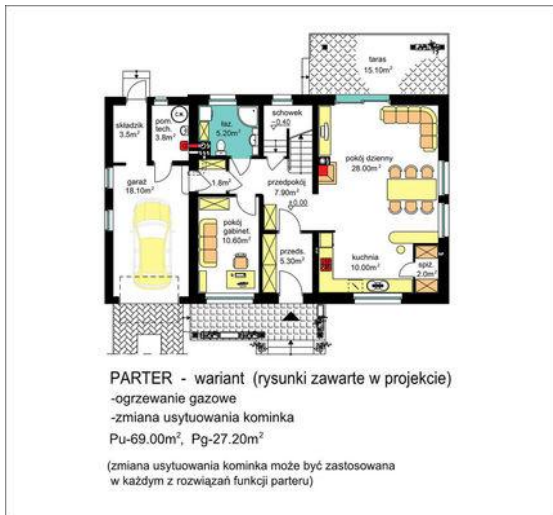 taras
15.10m²
składzik
3.5m²
pom.
tech.
3.8m²
C.W.
łaz.
5.20m²
schowek
-0.40
pokój dzienny
28.00m²
garaż
18.10m²
1.8m²
przedpokój
7.90m²
±0.00
pokój
gabinet.
10.60m²
przeds.
5.30m²
kuchnia
10.00m²
spiż.
2.0m²
PARTER - wariant (rysunki zawarte w projekcie)
-ogrzewanie gazowe
-zmiana usytuowania kominka
Pu-69.00m², Pg-27.20m²
(zmiana usytuowania kominka może być zastosowana
w każdym z rozwiązań funkcji parteru)